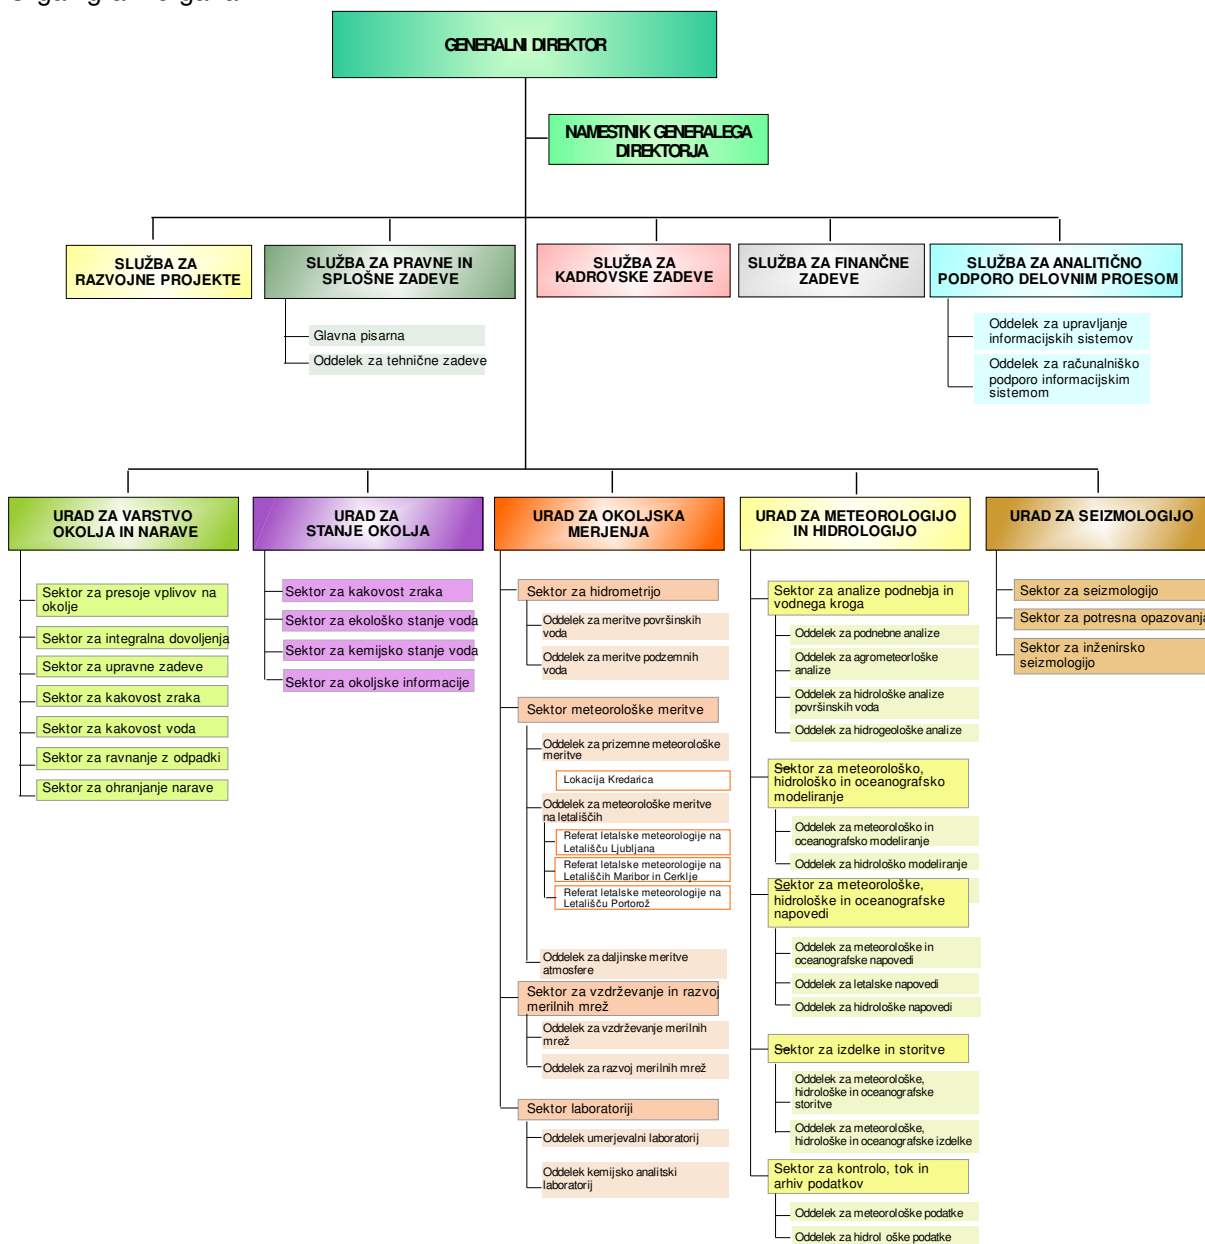 GENERALNI DIREKTOR
NAMESTNIK GENERALEGA
DIREKTORJA
SLUŽBA ZA
RAZVOJNE PROJEKTE
SLUŽBA ZA PRAVNE IN
SPLOŠNE ZADEVE
Glavna pisarna
Oddelek za tehnične zadeve
SLUŽBA ZA
KADROVSKE ZADEVE
SLUŽBA ZA FINANČNE
ZADEVE
SLUŽBA ZA ANALITIČNO
PODPORO DELOVNIM PROESOM
Oddelek za upravljanje
informacijskih sistemov
Oddelek za računalniško
podporo informacijskim
sistemom
URAD ZA VARSTVO
OKOLJA IN NARAVE
Sektor za presoje vplivov na
okolje
Sektor za integralna dovoljenja
Sektor za upravne zadeve
Sektor za kakovost zraka
Sektor za kakovost voda
Sektor za ravnanje z odpadki
Sektor za ohranjanje narave
URAD ZA
STANJE OKOLJA
Sektor za kakovost zraka
Sektor za ekološko stanje voda
Sektor za kemijsko stanje voda
Sektor za okoljske informacije
URAD ZA OKOLJSKA
MERJENJA
Sektor za hidrometrijo
Oddelek za meritve površinskih
voda
Oddelek za meritve podzemnih
voda
Sektor meteorološke meritve
Oddelek za prizemne meteorološke
meritve
Lokacija Kredarica
Oddelek za meteorološke meritve
na letališčih
Referat letalske meteorologije na
Letališču Ljubljana
Referat letalske meteorologije na
Letališčih Maribor in Cerklje
Referat letalske meteorologije na
Letališču Portorož
Oddelek za daljinske meritve
atmosfere
Sektor za vzdrževanje in razvoj
merilnih mrež
Oddelek za vzdrževanje merilnih
mrež
Oddelek za razvoj merilnih mrež
Sektor laboratoriji
Oddelek umerjevalni laboratorij
Oddelek kemijsko analitski
laboratorij
URAD ZA METEOROLOGIJO
IN HIDROLOGIJO
Sektor za analize podnebja in
vodnega kroga
Oddelek za podnebne analize
Oddelek za agrometeorloške
analize
Oddelek za hidrološke analize
površinskih voda
Oddelek za hidrogeološke analize
Sektor za meteorološko,
hidrološko in oceanografsko
modeliranje
Oddelek za meteorološko in
oceanografsko modeliranje
Oddelek za hidrološko modeliranje
Sektor za meteorološke,
hidrološke in oceanografske
napovedi
Oddelek za meteorološke in
oceanografske napovedi
Oddelek za letalske napovedi
Oddelek za hidrološke napovedi
Sektor za izdelke in storitve
Oddelek za meteorološke,
hidrološke in oceanografske
storitve
Oddelek za meteorološke,
hidrološke in oceanografske izdelke
Sektor za kontrolo, tok in
arhiv podatkov
Oddelek za meteorološke podatke
Oddelek za hidrol oške podatke
URAD ZA SEIZMOLOGIJO
Sektor za seizmologijo
Sektor za potresna opazovanja
Sektor za inženirsko
seizmologijo